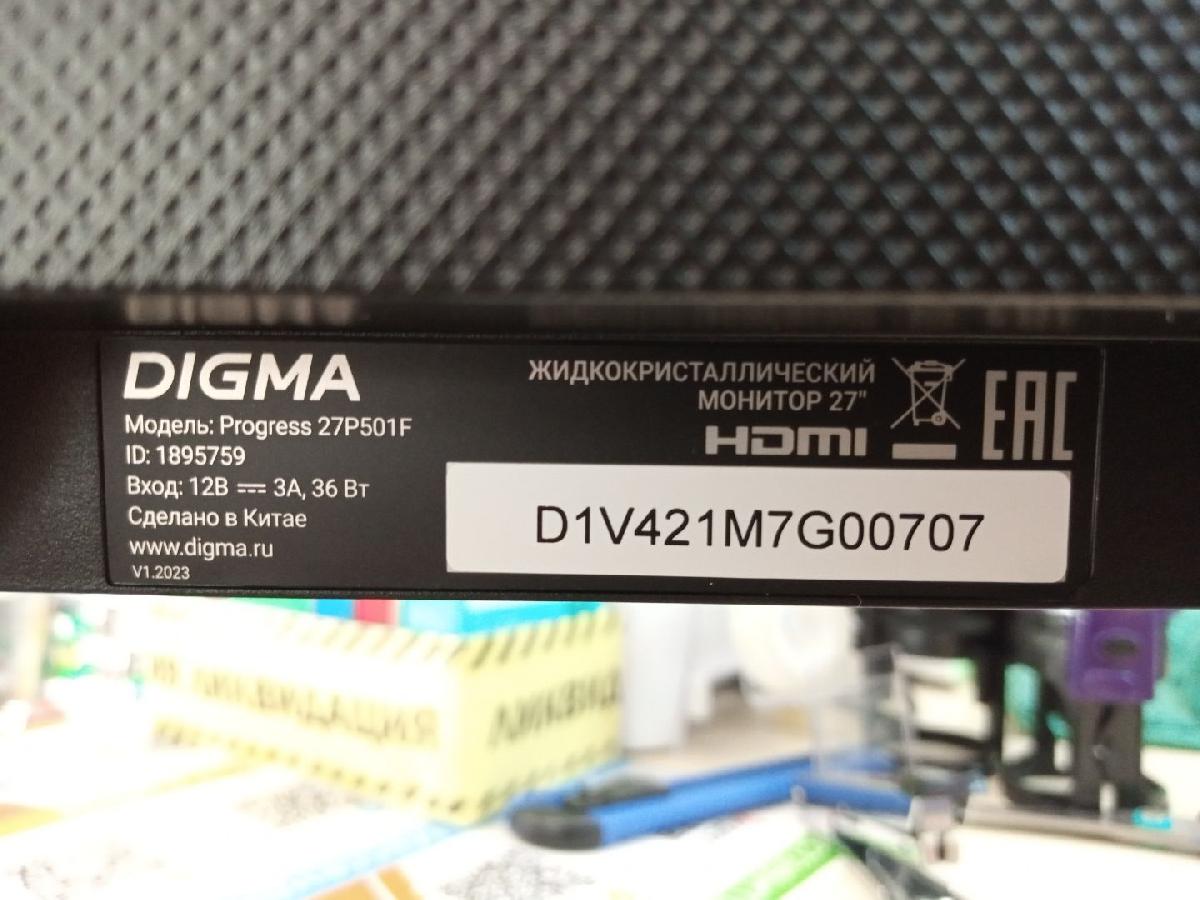 DIGMA
Модель: Progress 27P501F
ID: 1895759
Вход: 12В ⎓ 3А, 36 Вт
Сделано в Китае
www.digma.ru
V1.2023
ЖИДКОКРИСТАЛЛИЧЕСКИЙ
МОНИТОР 27"
HDMI
EAC
D1V421M7G00707
ЛИКВИДАЦИЯ